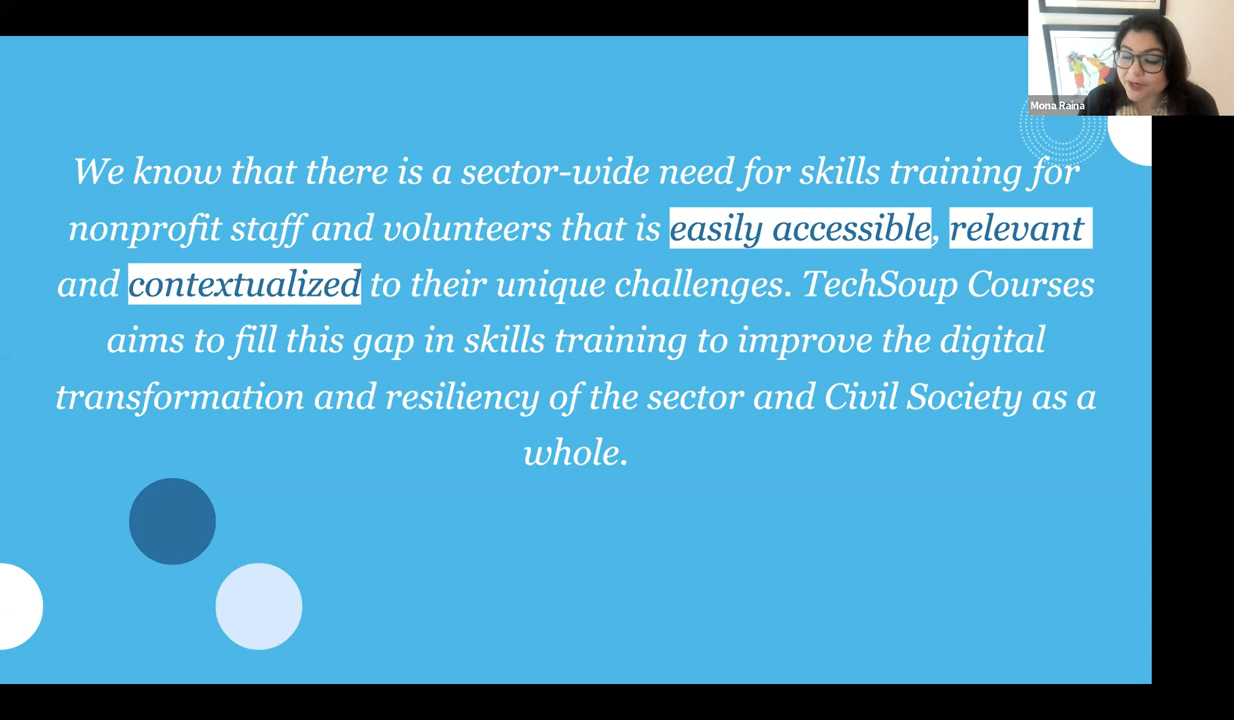 Mona Raina
We know that there is a sector-wide need for skills training for
nonprofit staff and volunteers that is easily accessible, relevant
and contextualized to their unique challenges. TechSoup Courses
aims to fill this gap in skills training to improve the digital
transformation and resiliency of the sector and Civil Society as a
whole.